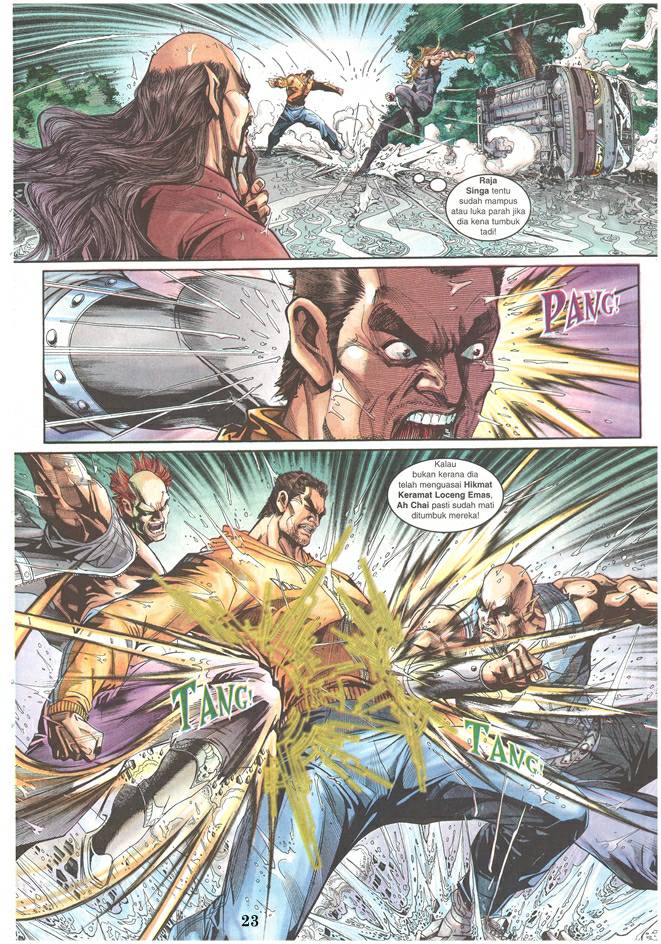 Raja
Singa tentu
sudah mampus
atau luka parah jika
dia kena tumbuk
tadi!
PANG!
Kalau
bukan kerana dia
telah menguasai Hikmat
Keramat Loceng Emas,
Ah Chai pasti sudah mati
ditumbuk mereka!
TANG!
TANG!
23